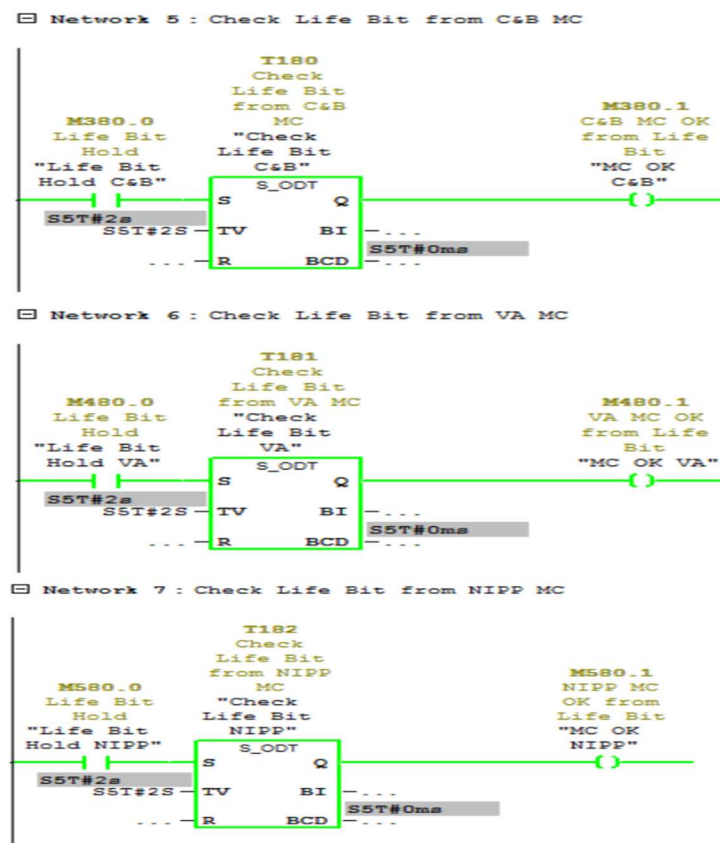 Network 5 : Check Life Bit from C&B MC
T180
Check
Life Bit
from C&B
MC
"Check
Life Bit
C&B"
M380.0
Life Bit
Hold
"Life Bit
Hold C&B"
M380.1
C&B MC OK
from Life
Bit
"MC OK
C&B"
S_ODT
S Q
S5T#2s
S5T#2S TV BI ...
S5T#0ms
... R BCD ...
Network 6 : Check Life Bit from VA MC
T181
Check
Life Bit
from VA MC
"Check
Life Bit
VA"
M480.0
Life Bit
Hold
"Life Bit
Hold VA"
M480.1
VA MC OK
from Life
Bit
"MC OK VA"
S_ODT
S Q
S5T#2s
S5T#2S TV BI ...
S5T#0ms
... R BCD ...
Network 7 : Check Life Bit from NIPP MC
T182
Check
Life Bit
from NIPP
MC
"Check
Life Bit
NIPP"
M580.0
Life Bit
Hold
"Life Bit
Hold NIPP"
M580.1
NIPP MC
OK from
Life Bit
"MC OK
NIPP"
S_ODT
S Q
S5T#2s
S5T#2S TV BI ...
S5T#0ms
... R BCD ...